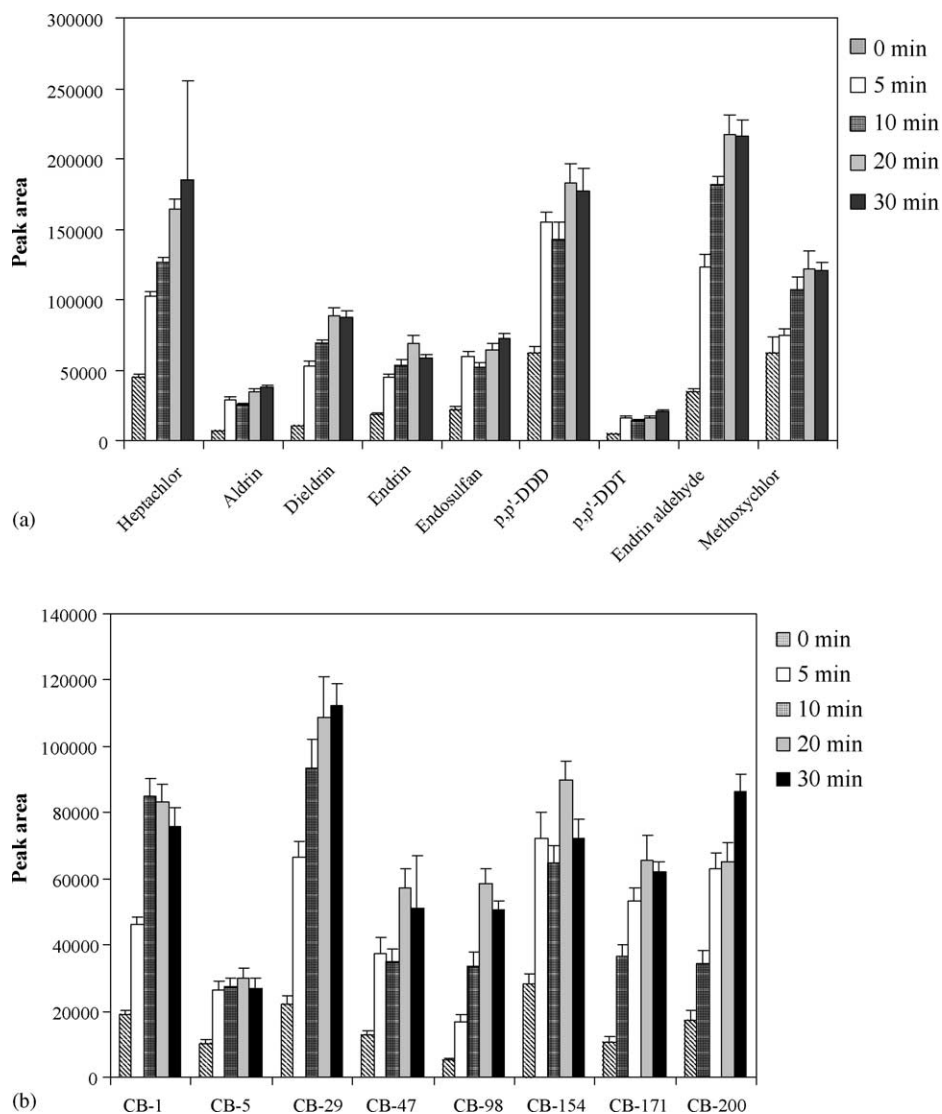 300000
250000
200000
150000
100000
50000
0
Peak area
0 min
5 min
10 min
20 min
30 min
Heptachlor
Aldrin
Dieldrin
Endrin
Endosulfan
p,p'-DDD
p,p'-DDT
Endrin aldehyde
Methoxychlor
(a)
140000
120000
100000
80000
60000
40000
20000
0
Peak area
0 min
5 min
10 min
20 min
30 min
CB-1 CB-5 CB-29 CB-47 CB-98 CB-154 CB-171 CB-200
(b)